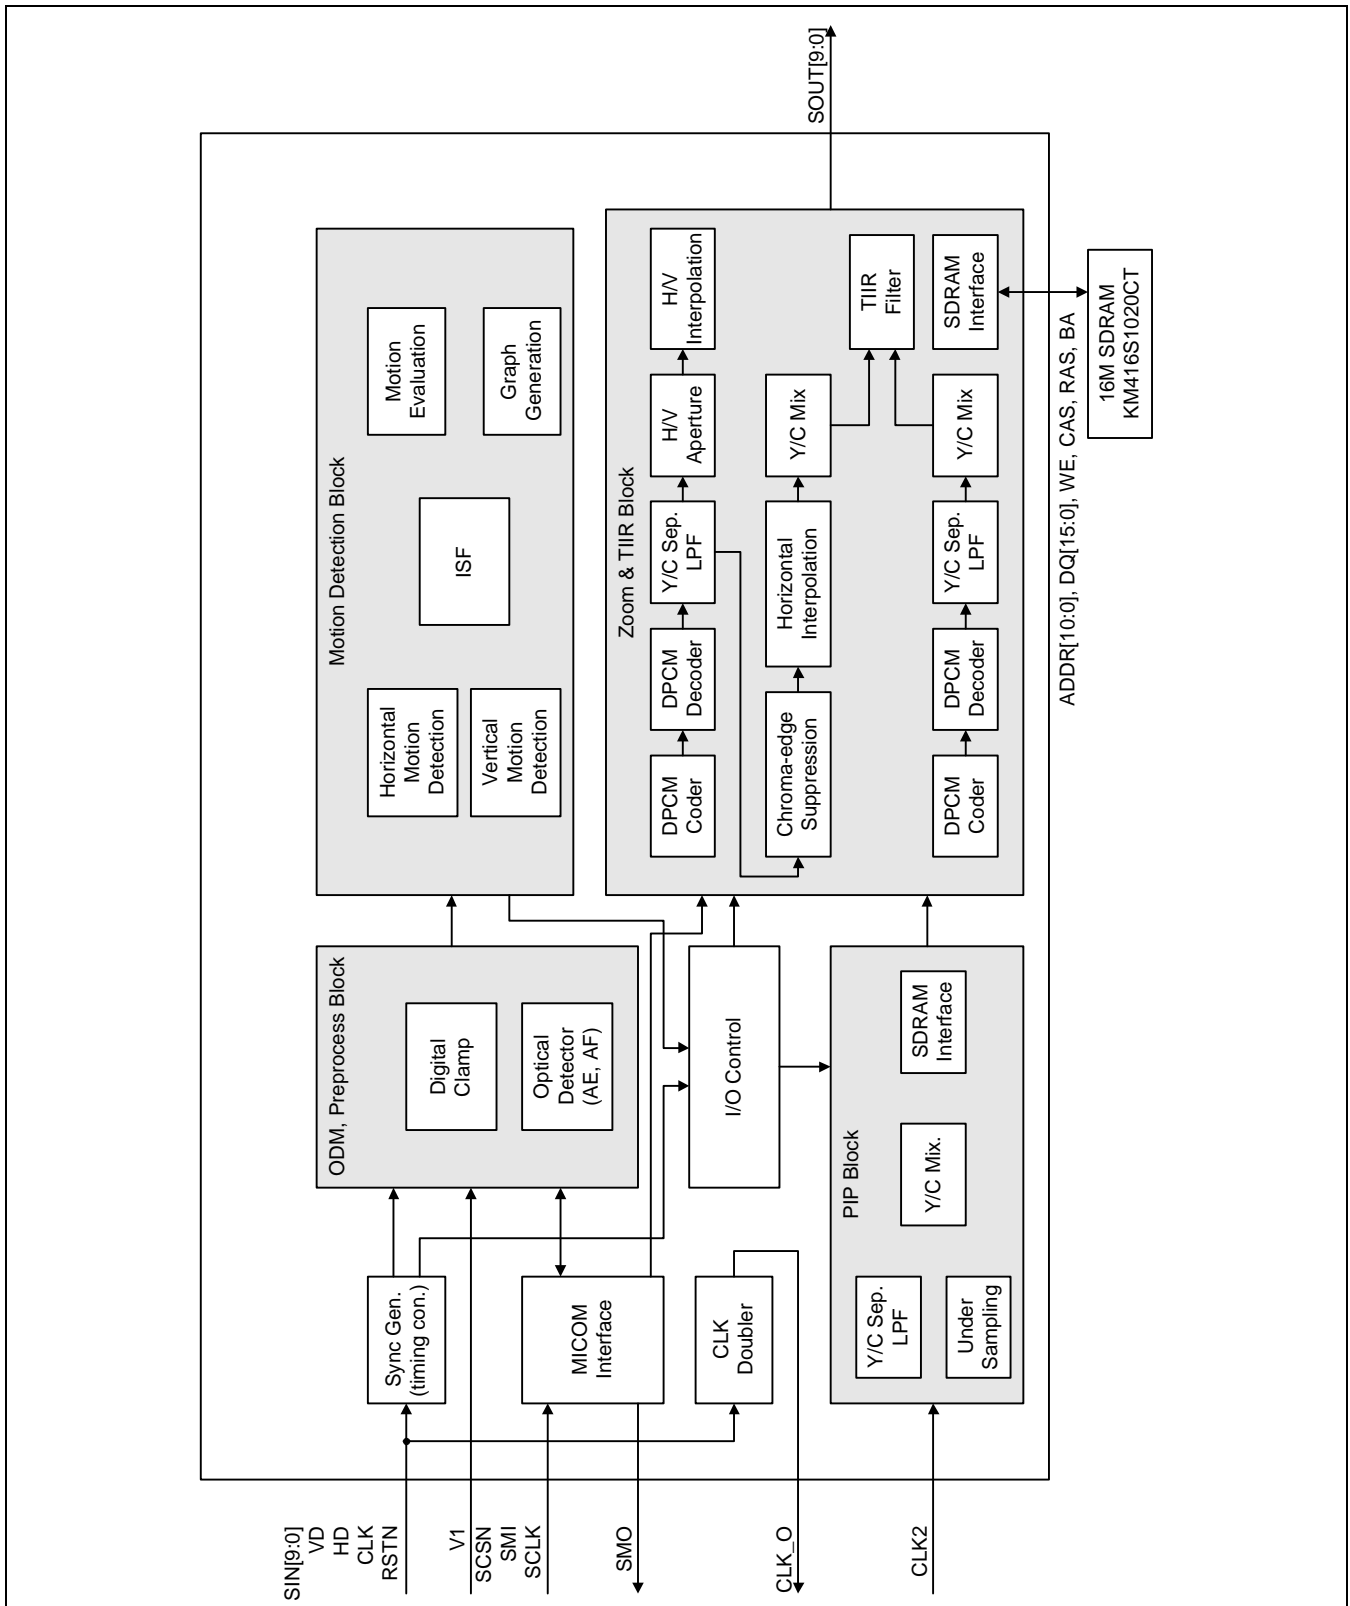 SIN[9:0]
VD
HD
CLK
RSTN
V1
SCSN
SMI
SCLK
SMO
CLK_O
CLK2
Sync Gen.
(timing con.)
MICOM
Interface
CLK
Doubler
ODM, Preprocess Block
Digital
Clamp
Optical
Detector
(AE, AF)
I/O Control
PIP Block
Y/C Sep.
LPF
Under
Sampling
Y/C Mix.
SDRAM
Interface
Motion Detection Block
Horizontal
Motion
Detection
Vertical
Motion
Detection
ISF
Motion
Evaluation
Graph
Generation
Zoom & TIIR Block
DPCM
Coder
DPCM
Decoder
Y/C Sep.
LPF
H/V
Aperture
H/V
Interpolation
Chroma-edge
Suppression
Horizontal
Interpolation
Y/C Mix
TIIR
Filter
DPCM
Coder
DPCM
Decoder
Y/C Sep.
LPF
Y/C Mix
SDRAM
Interface
SOUT[9:0]
ADDR[10:0], DQ[15:0], WE, CAS, RAS, BA
16M SDRAM
KM416S1020CT